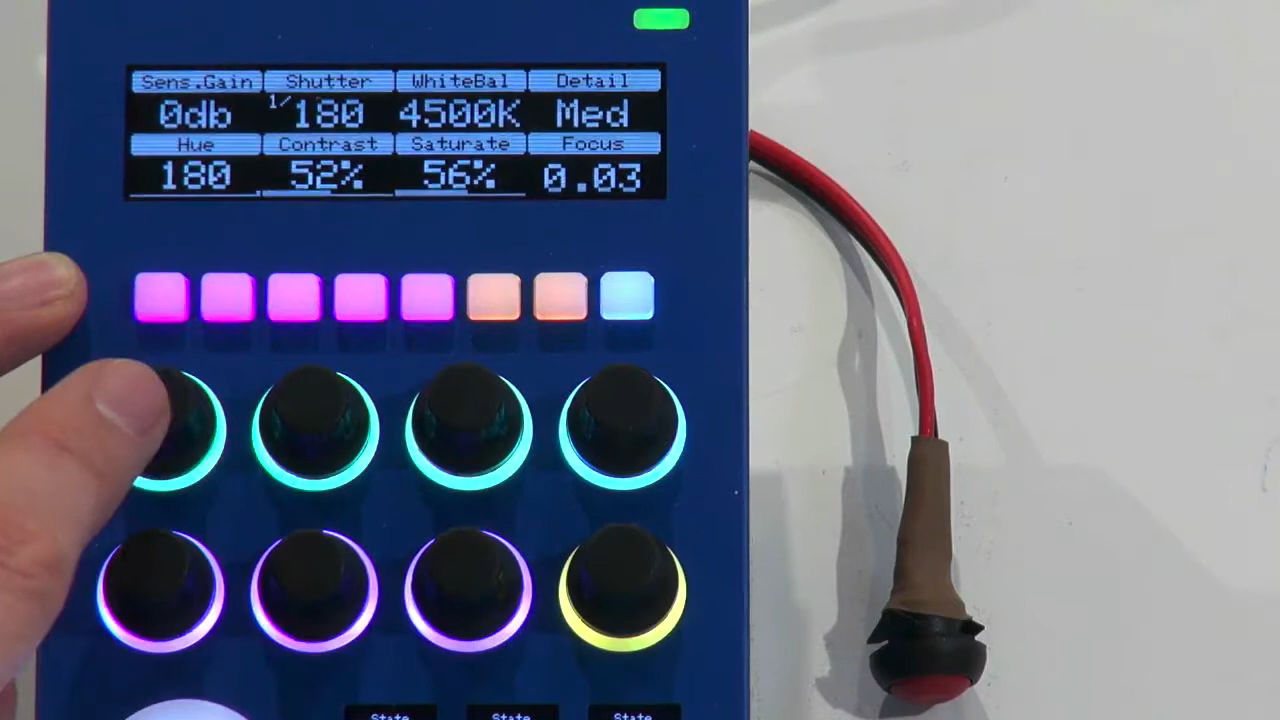 Sens.Gain Shutter WhiteBal Detail
0db 1/180 4500K Med
Hue Contrast Saturate Focus
180 52% 56% 0.03
State State State